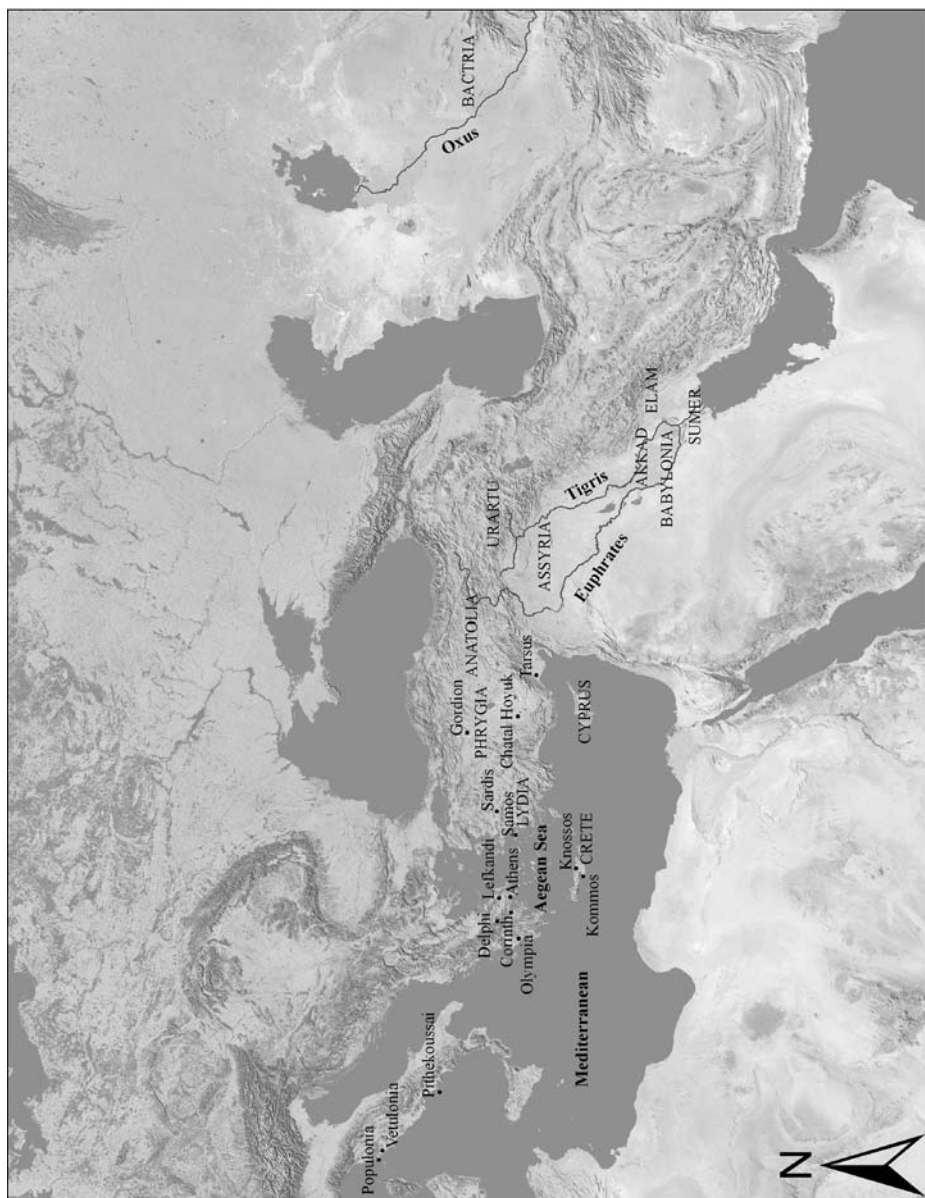 BACTRIA
Oxus
Populonia
Vetulonia
Pithekoussai
Gordion
ANATOLIA
URARTU
PHRYGIA
Delphi
Lefkandi
Sardis
Chatal Hoyuk
Corinth
Athens
Samos
LYDIA
Tarsus
Olympia
Aegean Sea
ASSYRIA
Tigris
Euphrates
AKKAD
ELAM
BABYLONIA
SUMER
Knossos
CRETE
Kommos
CYPRUS
Mediterranean
N